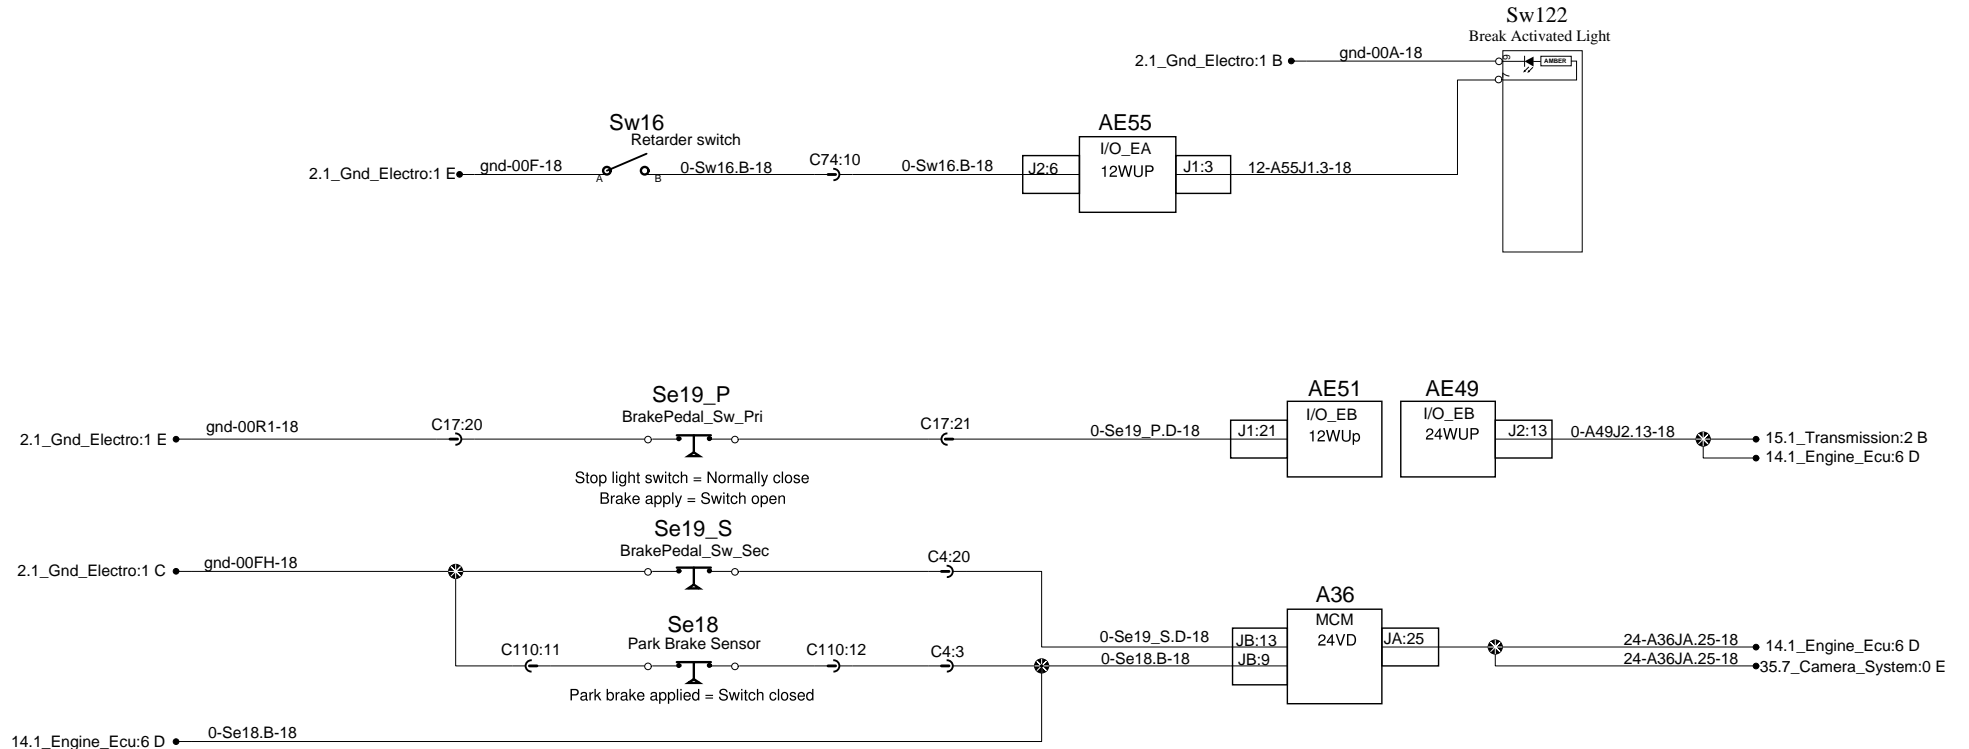 Sw122
Break Activated Light
2.1_Gnd_Electro:1 B
gnd-00A-18
9
AMBER
7
Sw16
Retarder switch
AE55
I/O_EA
12WUP
2.1_Gnd_Electro:1 E
gnd-00F-18
A
B
0-Sw16.B-18
C74:10
0-Sw16.B-18
J2:6
J1:3
12-A55J1.3-18
Se19_P
BrakePedal_Sw_Pri
AE51
I/O_EB
12WUp
AE49
I/O_EB
24WUP
2.1_Gnd_Electro:1 E
gnd-00R1-18
C17:20
C17:21
0-Se19_P.D-18
J1:21
J2:13
0-A49J2.13-18
15.1_Transmission:2 B
14.1_Engine_Ecu:6 D
Stop light switch = Normally close
Brake apply = Switch open
Se19_S
BrakePedal_Sw_Sec
2.1_Gnd_Electro:1 C
gnd-00FH-18
C4:20
A36
MCM
24VD
Se18
Park Brake Sensor
C110:11
C110:12
C4:3
0-Se19_S.D-18
JB:13
0-Se18.B-18
JB:9
JA:25
24-A36JA.25-18
14.1_Engine_Ecu:6 D
24-A36JA.25-18
35.7_Camera_System:0 E
Park brake applied = Switch closed
14.1_Engine_Ecu:6 D
0-Se18.B-18